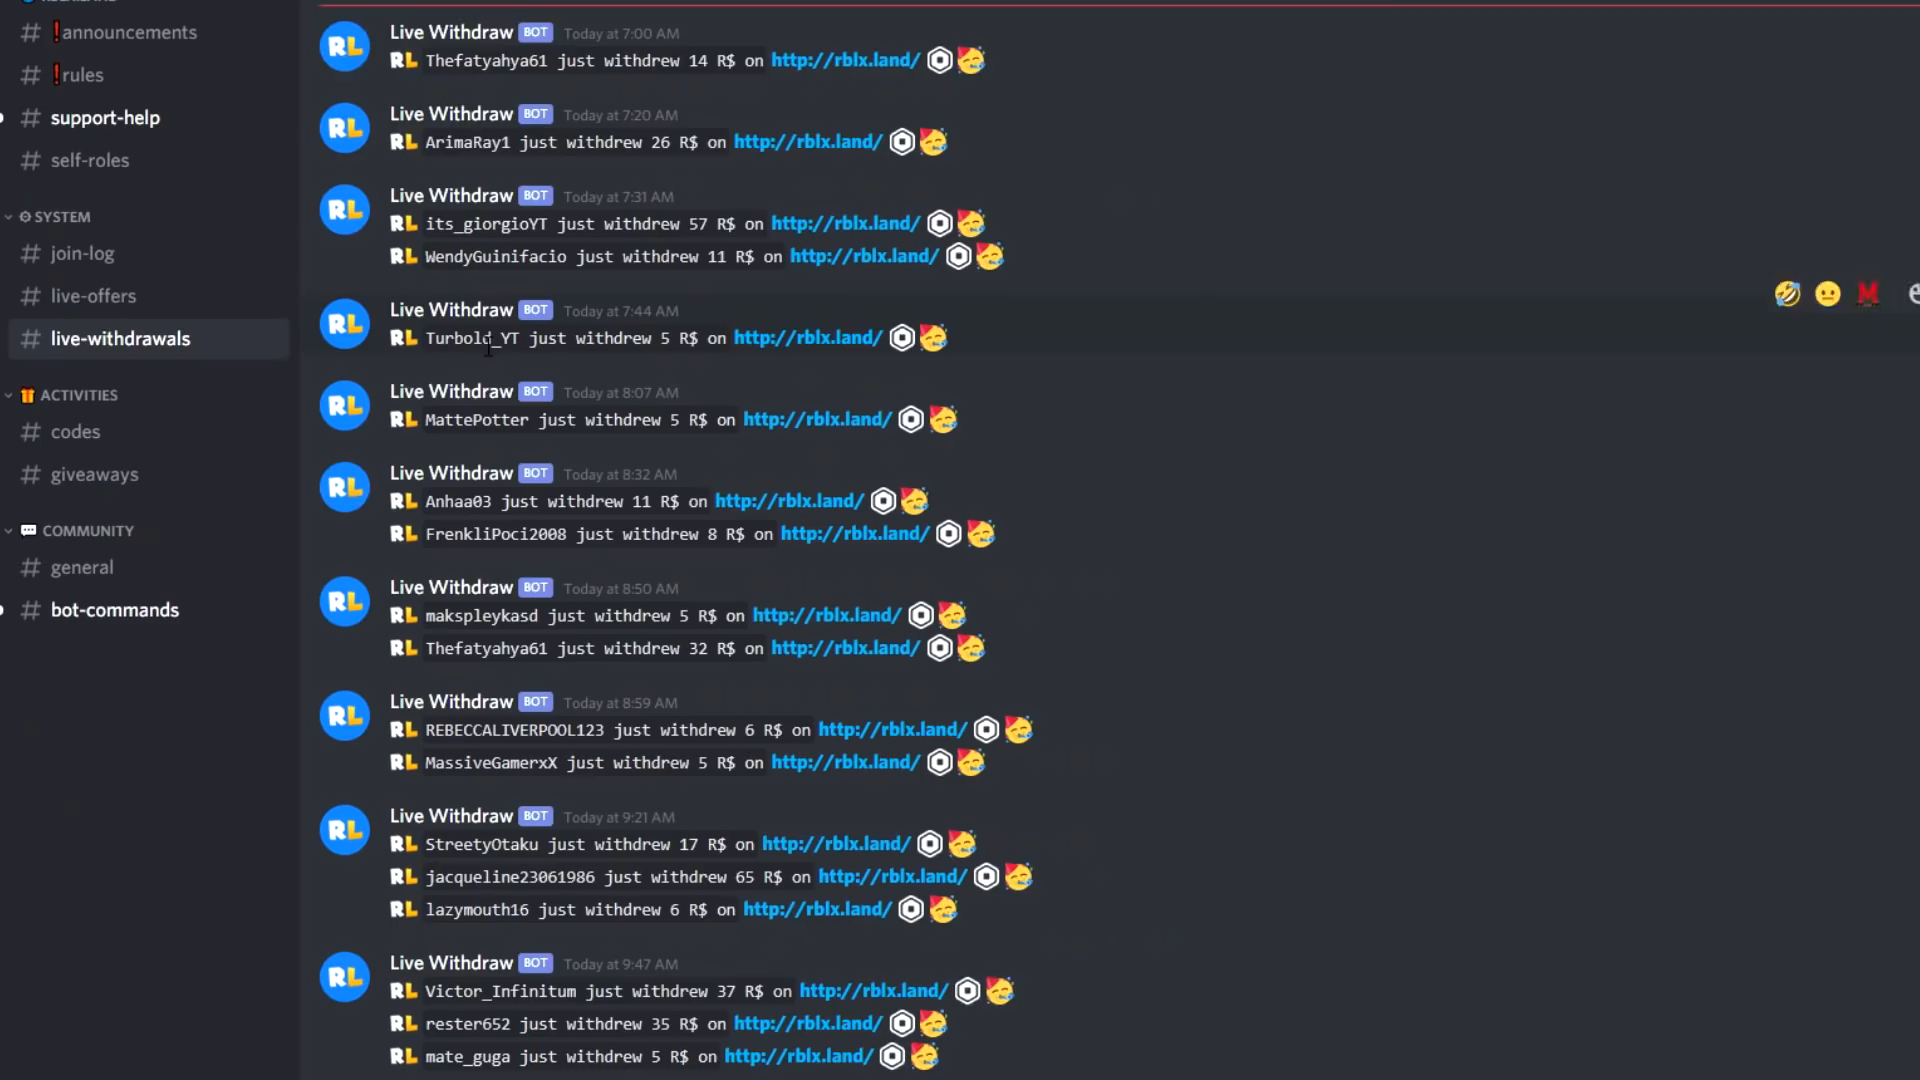 announcements
rules
support-help
self-roles
SYSTEM
join-log
live-offers
live-withdrawals
ACTIVITIES
codes
giveaways
COMMUNITY
general
bot-commands
RL Live Withdraw BOT Today at 7:00 AM
RL Thefatyahya61 just withdrew 14 R$ on http://rblx.land/
RL Live Withdraw BOT Today at 7:20 AM
RL ArimaRay1 just withdrew 26 R$ on http://rblx.land/
RL Live Withdraw BOT Today at 7:31 AM
RL its_giorgioYT just withdrew 57 R$ on http://rblx.land/
RL WendyGuinifacio just withdrew 11 R$ on http://rblx.land/
RL Live Withdraw BOT Today at 7:44 AM
M
RL Turbold_YT just withdrew 5 R$ on http://rblx.land/
RL Live Withdraw BOT Today at 8:07 AM
RL MattePotter just withdrew 5 R$ on http://rblx.land/
RL Live Withdraw BOT Today at 8:32 AM
RL Anhaa03 just withdrew 11 R$ on http://rblx.land/
RL FrenkliPoci2008 just withdrew 8 R$ on http://rblx.land/
RL Live Withdraw BOT Today at 8:50 AM
RL makspleykasd just withdrew 5 R$ on http://rblx.land/
RL Thefatyahya61 just withdrew 32 R$ on http://rblx.land/
RL Live Withdraw BOT Today at 8:59 AM
RL REBECCALIVERPOOL123 just withdrew 6 R$ on http://rblx.land/
RL MassiveGamerxX just withdrew 5 R$ on http://rblx.land/
RL Live Withdraw BOT Today at 9:21 AM
RL StreetyOtaku just withdrew 17 R$ on http://rblx.land/
RL jacqueline23061986 just withdrew 65 R$ on http://rblx.land/
RL lazymouth16 just withdrew 6 R$ on http://rblx.land/
RL Live Withdraw BOT Today at 9:47 AM
RL Victor_Infinitum just withdrew 37 R$ on http://rblx.land/
RL rester652 just withdrew 35 R$ on http://rblx.land/
RL mate_guga just withdrew 5 R$ on http://rblx.land/